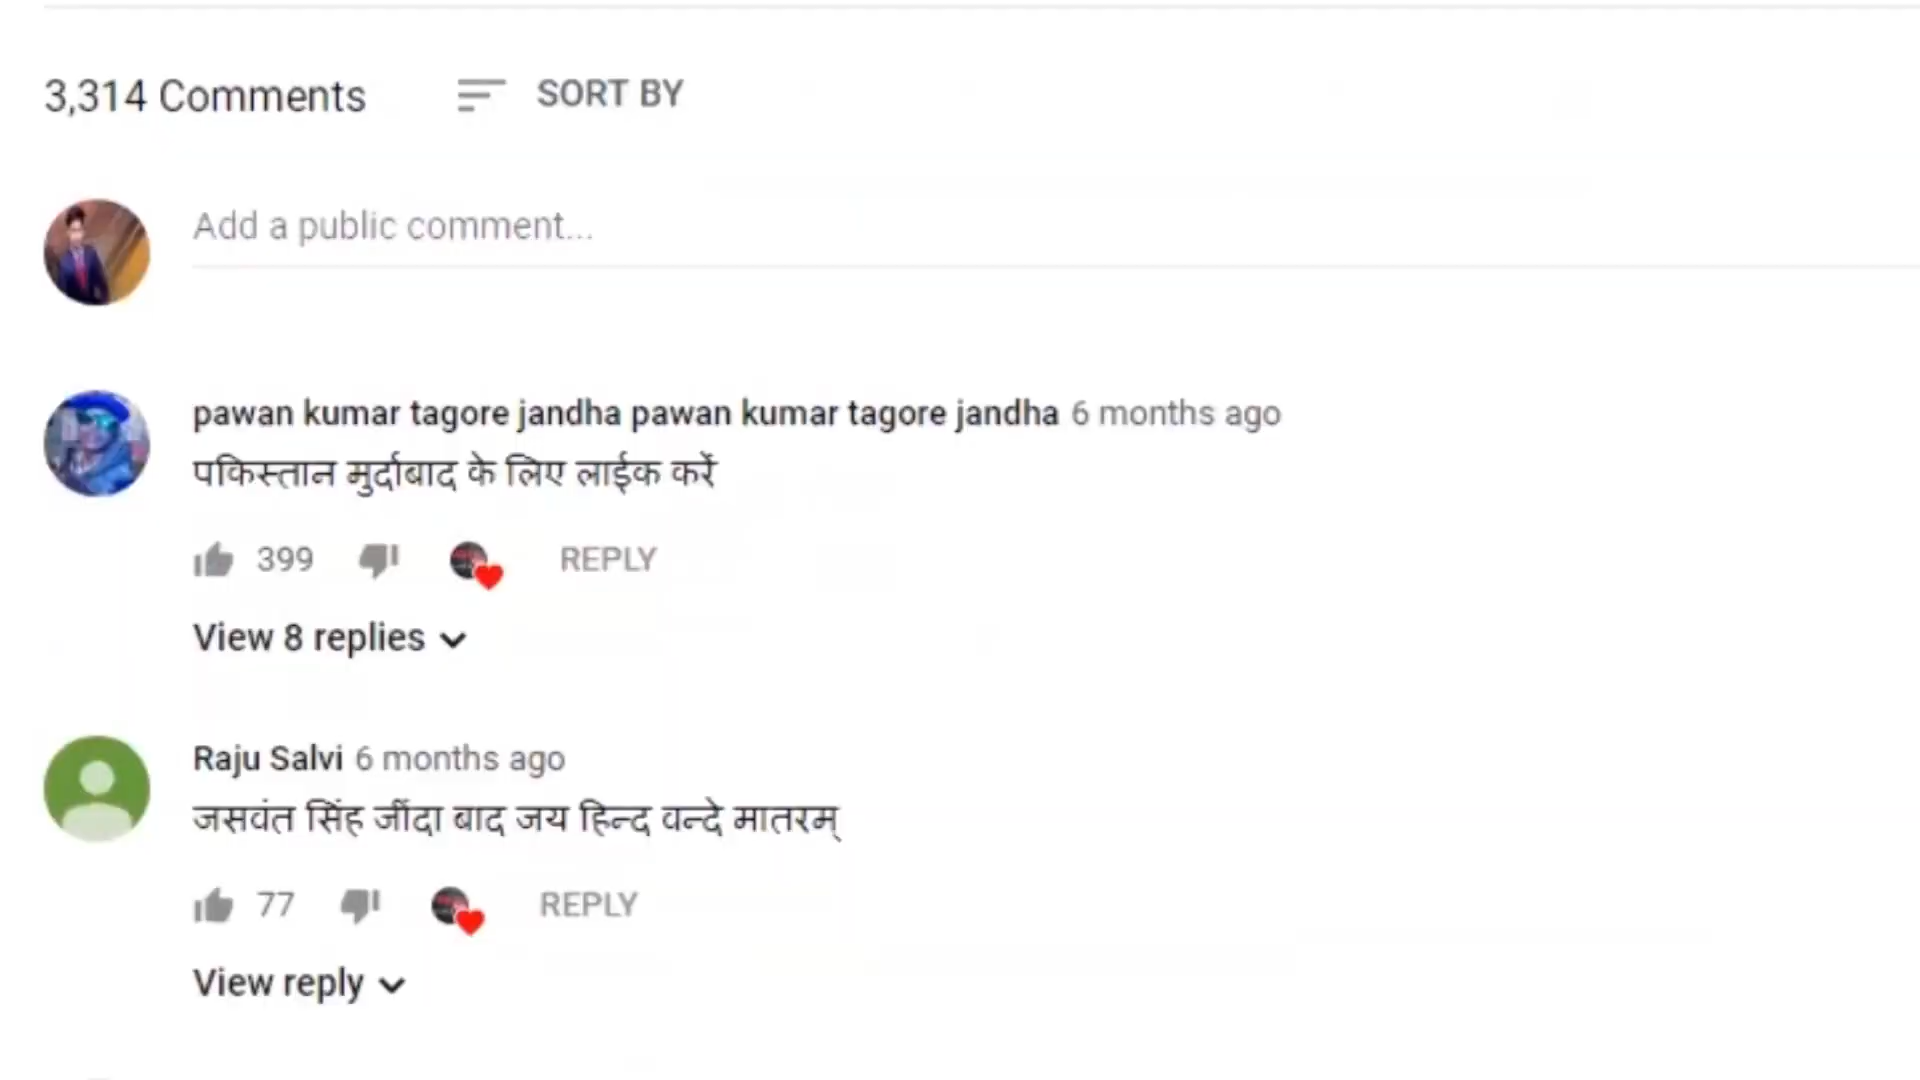 3,314 Comments SORT BY
Add a public comment...
pawan kumar tagore jandha pawan kumar tagore jandha 6 months ago
पकिस्तान मुर्दाबाद के लिए लाईक करें
399 REPLY
View 8 replies
Raju Salvi 6 months ago
जसवंत सिंह जींदा बाद जय हिन्द वन्दे मातरम्
77 REPLY
View reply